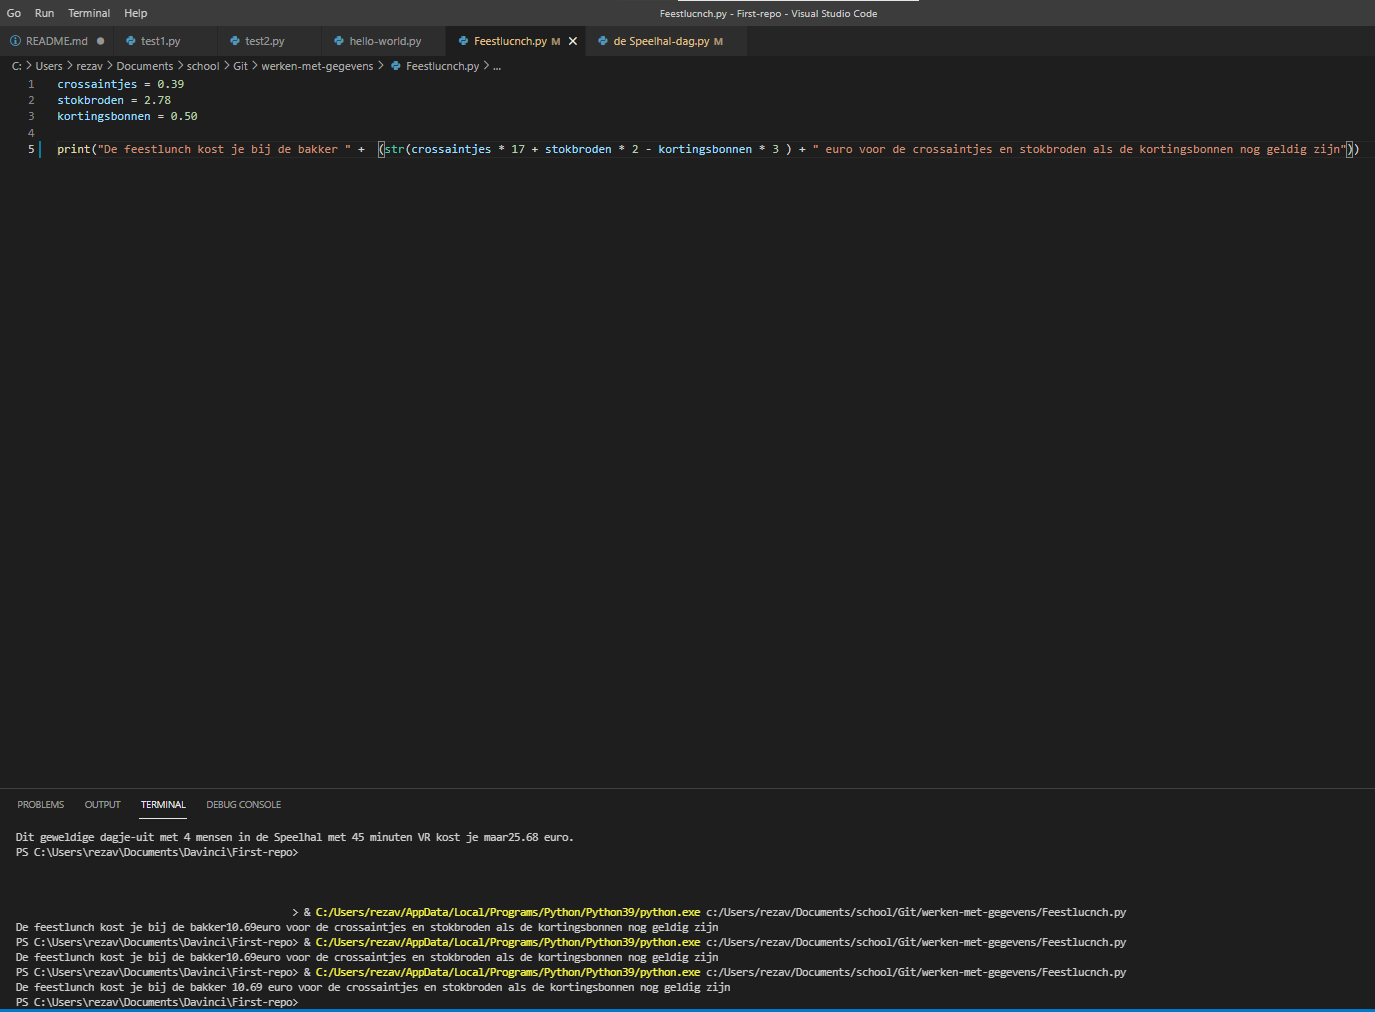 Go Run Terminal Help Feestlucnch.py - First-repo - Visual Studio Code
README.md test1.py test2.py hello-world.py Feestlucnch.py M de Speelhal-dag.py M
C: > Users > rezav > Documents > school > Git > werken-met-gegevens > Feestlucnch.py > ...
1 crossaintjes = 0.39
2 stokbroden = 2.78
3 kortingsbonnen = 0.50
4
5 print("De feestlunch kost je bij de bakker " +  (str(crossaintjes * 17 + stokbroden * 2 - kortingsbonnen * 3 ) + " euro voor de crossaintjes en stokbroden als de kortingsbonnen nog geldig zijn"))
PROBLEMS OUTPUT TERMINAL DEBUG CONSOLE
Dit geweldige dagje-uit met 4 mensen in de Speelhal met 45 minuten VR kost je maar25.68 euro.
PS C:\Users\rezav\Documents\Davinci\First-repo>
> & C:/Users/rezav/AppData/Local/Programs/Python/Python39/python.exe c:/Users/rezav/Documents/school/Git/werken-met-gegevens/Feestlucnch.py
De feestlunch kost je bij de bakker10.69euro voor de crossaintjes en stokbroden als de kortingsbonnen nog geldig zijn
PS C:\Users\rezav\Documents\Davinci\First-repo> & C:/Users/rezav/AppData/Local/Programs/Python/Python39/python.exe c:/Users/rezav/Documents/school/Git/werken-met-gegevens/Feestlucnch.py
De feestlunch kost je bij de bakker10.69euro voor de crossaintjes en stokbroden als de kortingsbonnen nog geldig zijn
PS C:\Users\rezav\Documents\Davinci\First-repo> & C:/Users/rezav/AppData/Local/Programs/Python/Python39/python.exe c:/Users/rezav/Documents/school/Git/werken-met-gegevens/Feestlucnch.py
De feestlunch kost je bij de bakker 10.69 euro voor de crossaintjes en stokbroden als de kortingsbonnen nog geldig zijn
PS C:\Users\rezav\Documents\Davinci\First-repo>